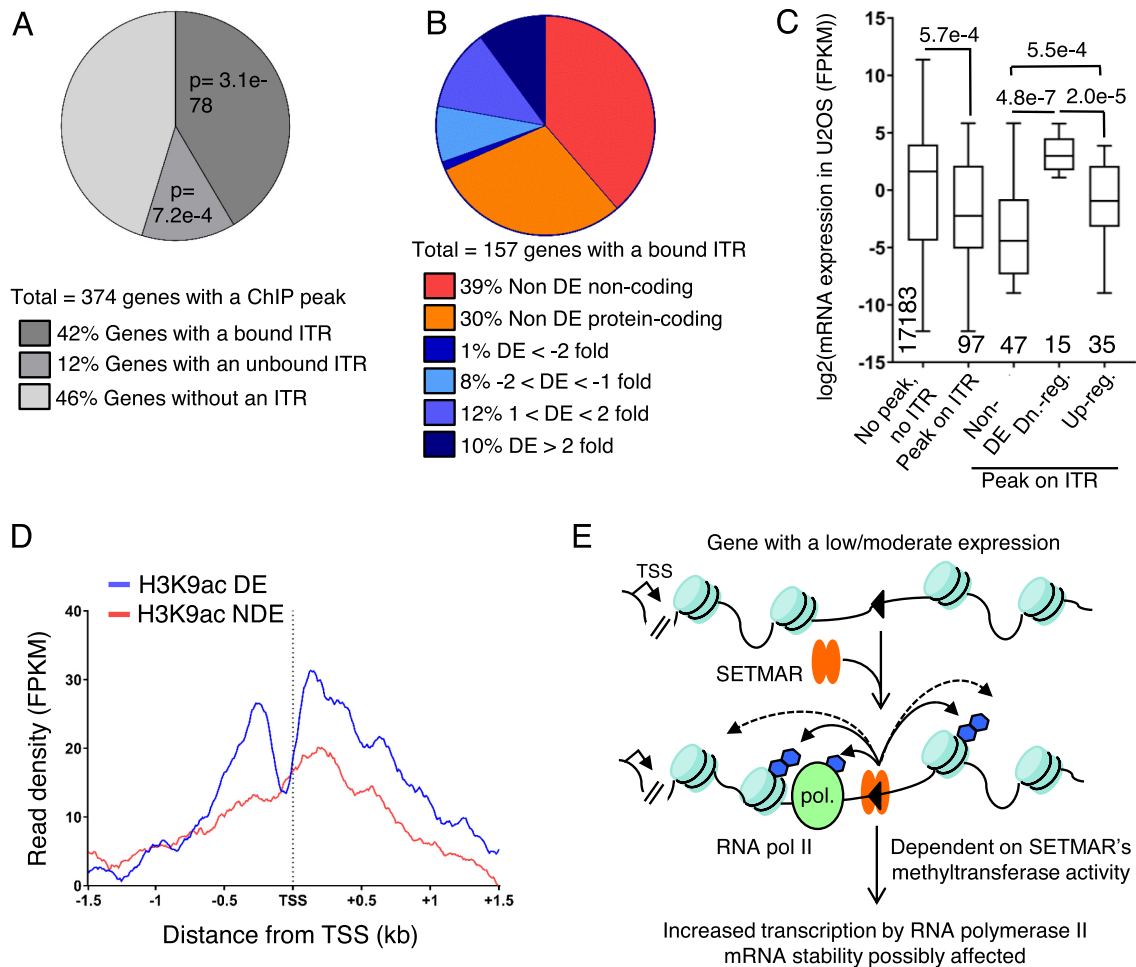 A
p= 3.1e-
78
p=
7.2e-4
Total = 374 genes with a ChIP peak
42% Genes with a bound ITR
12% Genes with an unbound ITR
46% Genes without an ITR
B
Total = 157 genes with a bound ITR
39% Non DE non-coding
30% Non DE protein-coding
1% DE < -2 fold
8% -2 < DE < -1 fold
12% 1 < DE < 2 fold
10% DE > 2 fold
C
log2(mRNA expression in U2OS (FPKM))
15
10
5
0
-5
-10
-15
5.7e-4
5.5e-4
4.8e-7
2.0e-5
17183
97
47
15
35
No peak,
no ITR
Peak on ITR
Non-
DE
Dn.-reg.
Up-reg.
Peak on ITR
D
H3K9ac DE
H3K9ac NDE
Read density (FPKM)
40
30
20
10
0
-1.5
-1
-0.5
TSS
+0.5
+1
+1.5
Distance from TSS (kb)
E
Gene with a low/moderate expression
TSS
SETMAR
pol.
RNA pol II
Dependent on SETMAR's
methyltransferase activity
Increased transcription by RNA polymerase II
mRNA stability possibly affected